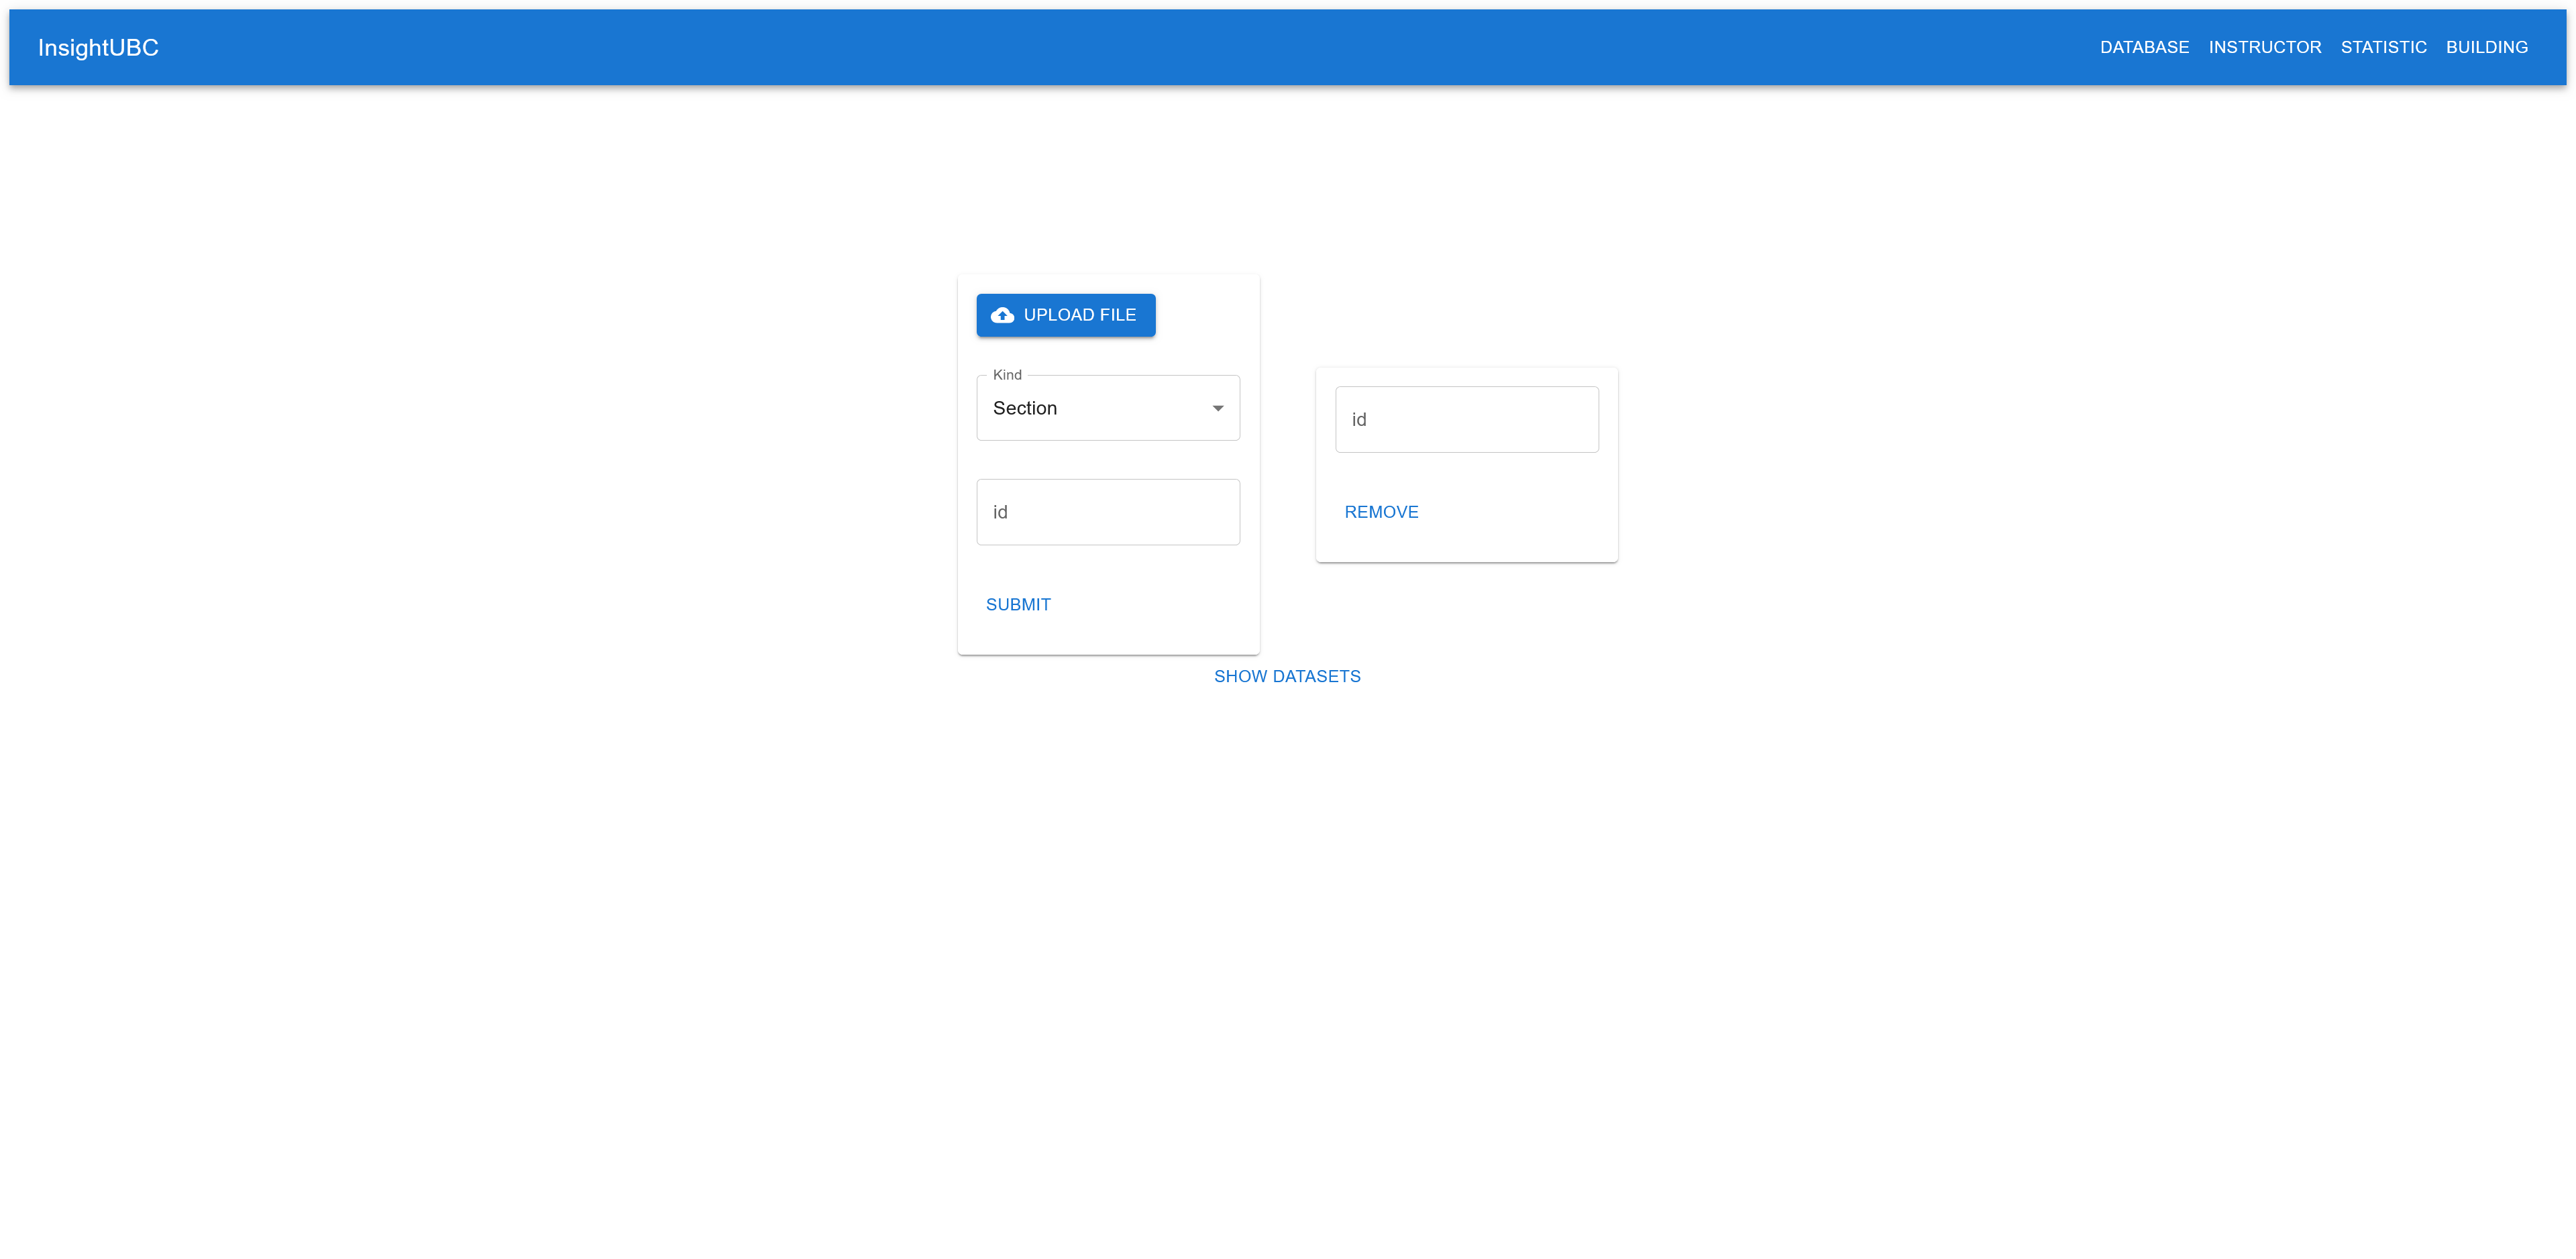 InsightUBC
DATABASE INSTRUCTOR STATISTIC BUILDING
UPLOAD FILE
Kind
Section
id
SUBMIT
id
REMOVE
SHOW DATASETS